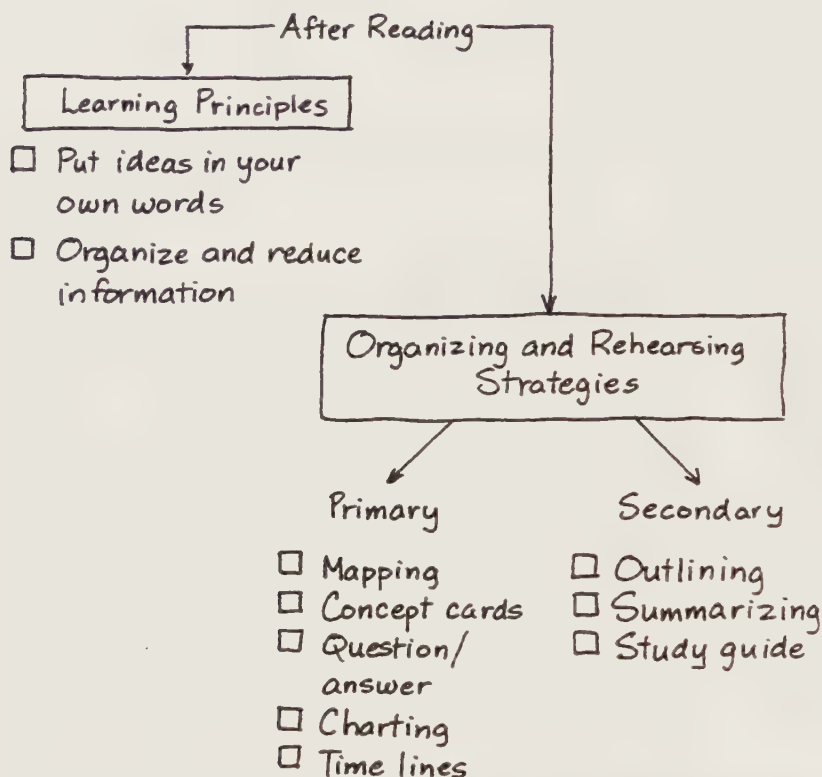 After Reading
Learning Principles
Put ideas in your
own words
Organize and reduce
information
Organizing and Rehearsing
Strategies
Primary
Mapping
Concept cards
Question/
answer
Charting
Time lines
Secondary
Outlining
Summarizing
Study guide